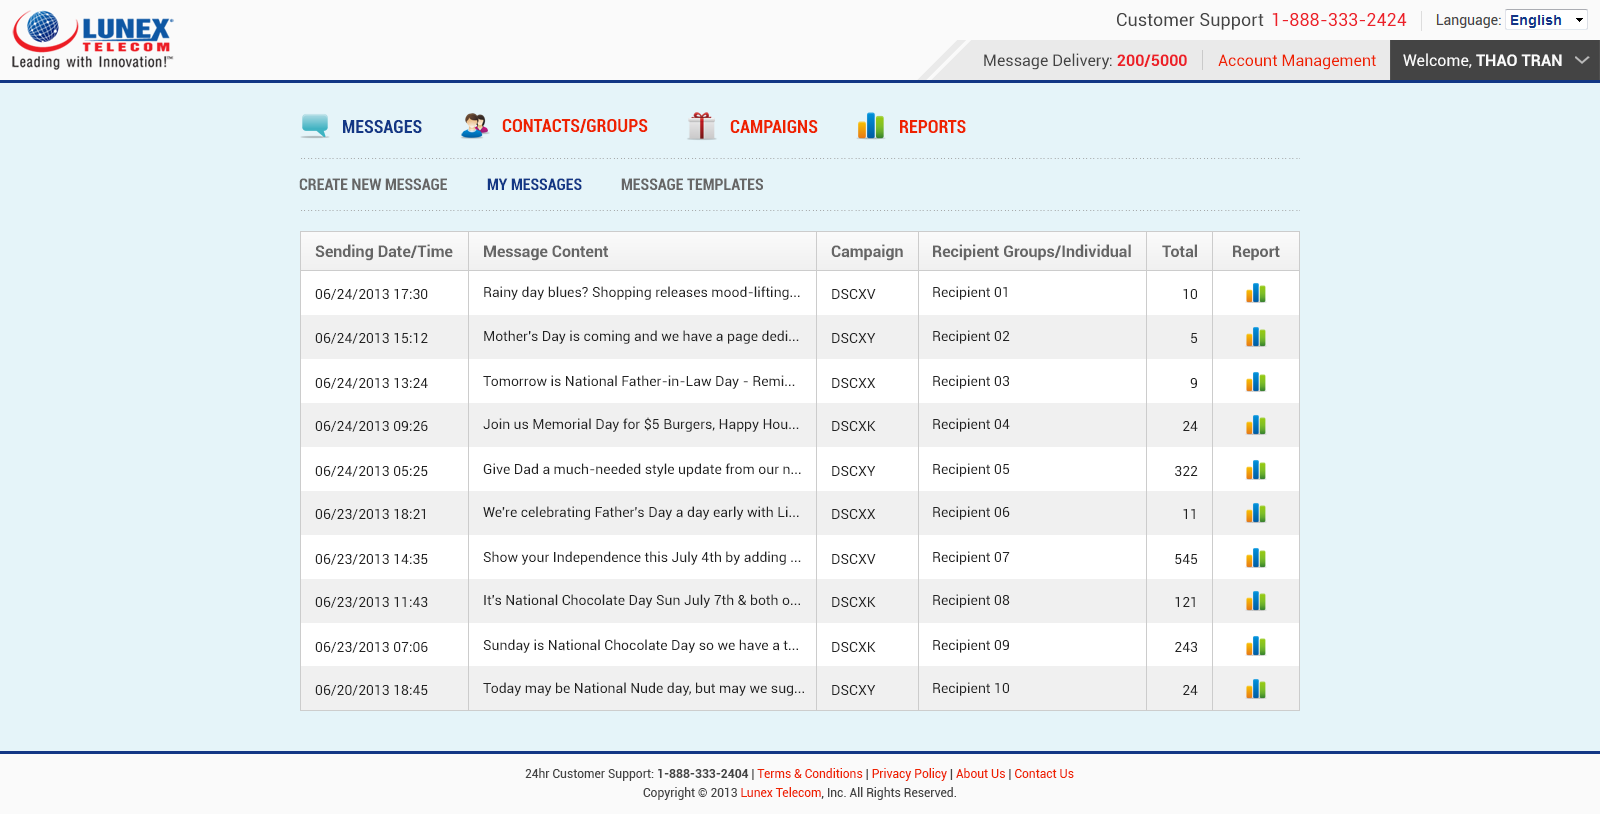 LUNEX
TELECOM
Leading with Innovation!™
Customer Support 1-888-333-2424
Language: English
Message Delivery: 200/5000
Account Management
Welcome, THAO TRAN
MESSAGES
CONTACTS/GROUPS
CAMPAIGNS
REPORTS
CREATE NEW MESSAGE
MY MESSAGES
MESSAGE TEMPLATES
Sending Date/Time Message Content Campaign Recipient Groups/Individual Total Report
06/24/2013 17:30 Rainy day blues? Shopping releases mood-lifting... DSCXV Recipient 01 10
06/24/2013 15:12 Mother's Day is coming and we have a page dedi... DSCXY Recipient 02 5
06/24/2013 13:24 Tomorrow is National Father-in-Law Day - Remi... DSCXX Recipient 03 9
06/24/2013 09:26 Join us Memorial Day for $5 Burgers, Happy Hou... DSCXK Recipient 04 24
06/24/2013 05:25 Give Dad a much-needed style update from our n... DSCXY Recipient 05 322
06/23/2013 18:21 We're celebrating Father's Day a day early with Li... DSCXX Recipient 06 11
06/23/2013 14:35 Show your Independence this July 4th by adding ... DSCXV Recipient 07 545
06/23/2013 11:43 It's National Chocolate Day Sun July 7th & both o... DSCXK Recipient 08 121
06/23/2013 07:06 Sunday is National Chocolate Day so we have a t... DSCXK Recipient 09 243
06/20/2013 18:45 Today may be National Nude day, but may we sug... DSCXY Recipient 10 24
24hr Customer Support: 1-888-333-2404 | Terms & Conditions | Privacy Policy | About Us | Contact Us
Copyright © 2013 Lunex Telecom, Inc. All Rights Reserved.